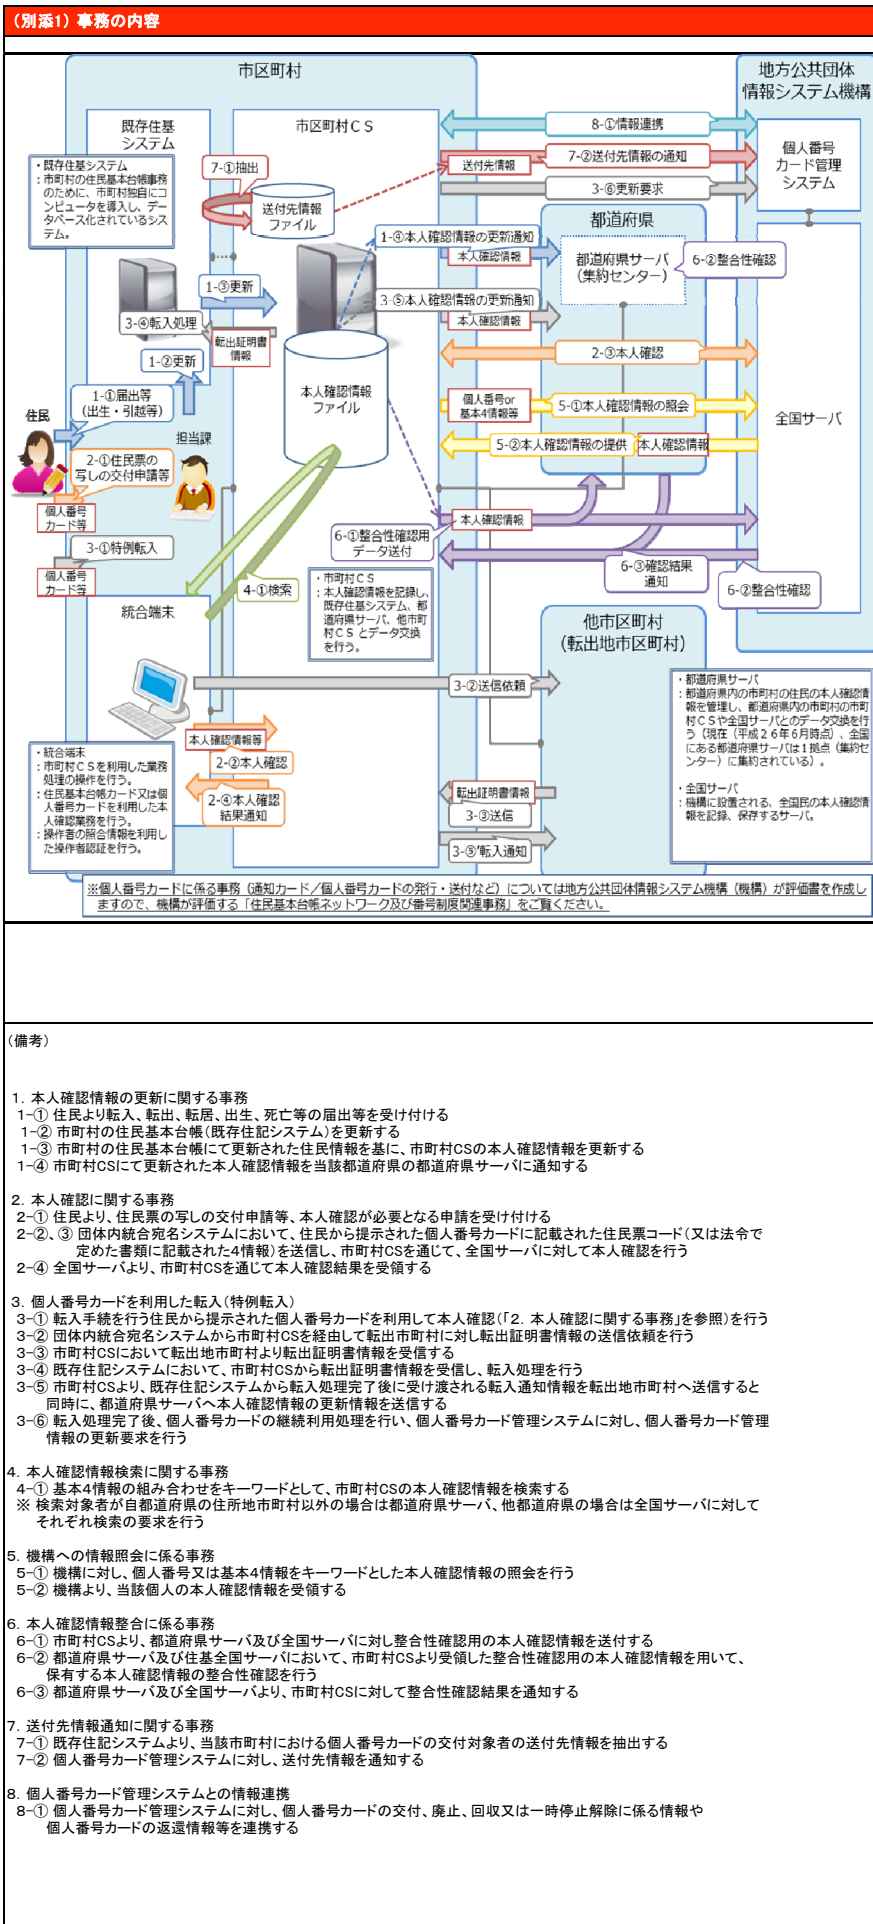 （別添1）事務の内容
市区町村
地方公共団体
情報システム機構
既存住基
システム
市区町村ＣＳ
8-①情報連携
個人番号
カード管理
システム
7-①抽出
送付先情報
7-②送付先情報の通知
・既存住基システム
：市町村の住民基本台帳事務
のために、市町村独自にコ
ンピュータを導入し、デー
タベース化されているシス
テム。
送付先情報
ファイル
3-⑥更新要求
都道府県
1-④本人確認情報の更新通知
本人確認情報
都道府県サーバ
（集約センター）
6-②整合性確認
1-③更新
3-⑤本人確認情報の更新通知
本人確認情報
3-④転入処理
転出証明書
情報
1-②更新
2-③本人確認
1-①届出等
（出生・引越等）
本人確認情報
ファイル
個人番号or
基本4情報等
5-①本人確認情報の照会
全国サーバ
住民
担当課
5-②本人確認情報の提供
本人確認情報
2-①住民票の
写しの交付申請等
個人番号
カード等
本人確認情報
6-①整合性確認用
データ送付
3-①特例転入
個人番号
カード等
4-①検索
6-③確認結果
通知
6-②整合性確認
・市町村ＣＳ
：本人確認情報を記録し、
既存住基システム、都
道府県サーバ、他市町
村ＣＳとデータ交換
を行う。
統合端末
他市区町村
（転出地市区町村）
3-②送信依頼
・都道府県サーバ
：都道府県内の市町村の住民の本人確認情
報を管理し、都道府県内の市町村の市町
村ＣＳや全国サーバとのデータ交換を行
う（現在（平成２６年６月時点）、全国
にある都道府県サーバは１拠点（集約セ
ンター）に集約されている）。
・全国サーバ
：機構に設置される、全国民の本人確認情
報を記録、保存するサーバ。
本人確認情報等
2-②本人確認
・統合端末
：市町村ＣＳを利用した業務
処理の操作を行う。
：住民基本台帳カード又は個
人番号カードを利用した本
人確認業務を行う。
：操作者の照合情報を利用し
た操作者認証を行う。
2-④本人確認
結果通知
転出証明書情報
3-③送信
3-⑤’転入通知
※個人番号カードに係る事務（通知カード／個人番号カードの発行・送付など）については地方公共団体情報システム機構（機構）が評価書を作成し
ますので、機構が評価する「住民基本台帳ネットワーク及び番号制度関連事務」をご覧ください。
（備考）
1．本人確認情報の更新に関する事務
1-① 住民より転入、転出、転居、出生、死亡等の届出等を受け付ける
1-② 市町村の住民基本台帳（既存住記システム）を更新する
1-③ 市町村の住民基本台帳にて更新された住民情報を基に、市町村CSの本人確認情報を更新する
1-④ 市町村CSにて更新された本人確認情報を当該都道府県の都道府県サーバに通知する
2．本人確認に関する事務
2-① 住民より、住民票の写しの交付申請等、本人確認が必要となる申請を受け付ける
2-②、③ 団体内統合宛名システムにおいて、住民から提示された個人番号カードに記載された住民票コード（又は法令で
定めた書類に記載された4情報）を送信し、市町村CSを通じて、全国サーバに対して本人確認を行う
2-④ 全国サーバより、市町村CSを通じて本人確認結果を受領する
3．個人番号カードを利用した転入（特例転入）
3-① 転入手続を行う住民から提示された個人番号カードを利用して本人確認（「2．本人確認に関する事務」を参照）を行う
3-② 団体内統合宛名システムから市町村CSを経由して転出市町村に対し転出証明書情報の送信依頼を行う
3-③ 市町村CSにおいて転出地市町村より転出証明書情報を受信する
3-④ 既存住記システムにおいて、市町村CSから転出証明書情報を受信し、転入処理を行う
3-⑤ 市町村CSより、既存住記システムから転入処理完了後に受け渡される転入通知情報を転出地市町村へ送信すると
同時に、都道府県サーバへ本人確認情報の更新情報を送信する
3-⑥ 転入処理完了後、個人番号カードの継続利用処理を行い、個人番号カード管理システムに対し、個人番号カード管理
情報の更新要求を行う
4．本人確認情報検索に関する事務
4-① 基本4情報の組み合わせをキーワードとして、市町村CSの本人確認情報を検索する
※ 検索対象者が自都道府県の住所地市町村以外の場合は都道府県サーバ、他都道府県の場合は全国サーバに対して
それぞれ検索の要求を行う
5．機構への情報照会に係る事務
5-① 機構に対し、個人番号又は基本4情報をキーワードとした本人確認情報の照会を行う
5-② 機構より、当該個人の本人確認情報を受領する
6．本人確認情報整合に係る事務
6-① 市町村CSより、都道府県サーバ及び全国サーバに対し整合性確認用の本人確認情報を送付する
6-② 都道府県サーバ及び住基全国サーバにおいて、市町村CSより受領した整合性確認用の本人確認情報を用いて、
保有する本人確認情報の整合性確認を行う
6-③ 都道府県サーバ及び全国サーバより、市町村CSに対して整合性確認結果を通知する
7．送付先情報通知に関する事務
7-① 既存住記システムより、当該市町村における個人番号カードの交付対象者の送付先情報を抽出する
7-② 個人番号カード管理システムに対し、送付先情報を通知する
8．個人番号カード管理システムとの情報連携
8-① 個人番号カード管理システムに対し、個人番号カードの交付、廃止、回収又は一時停止解除に係る情報や
個人番号カードの返還情報等を連携する